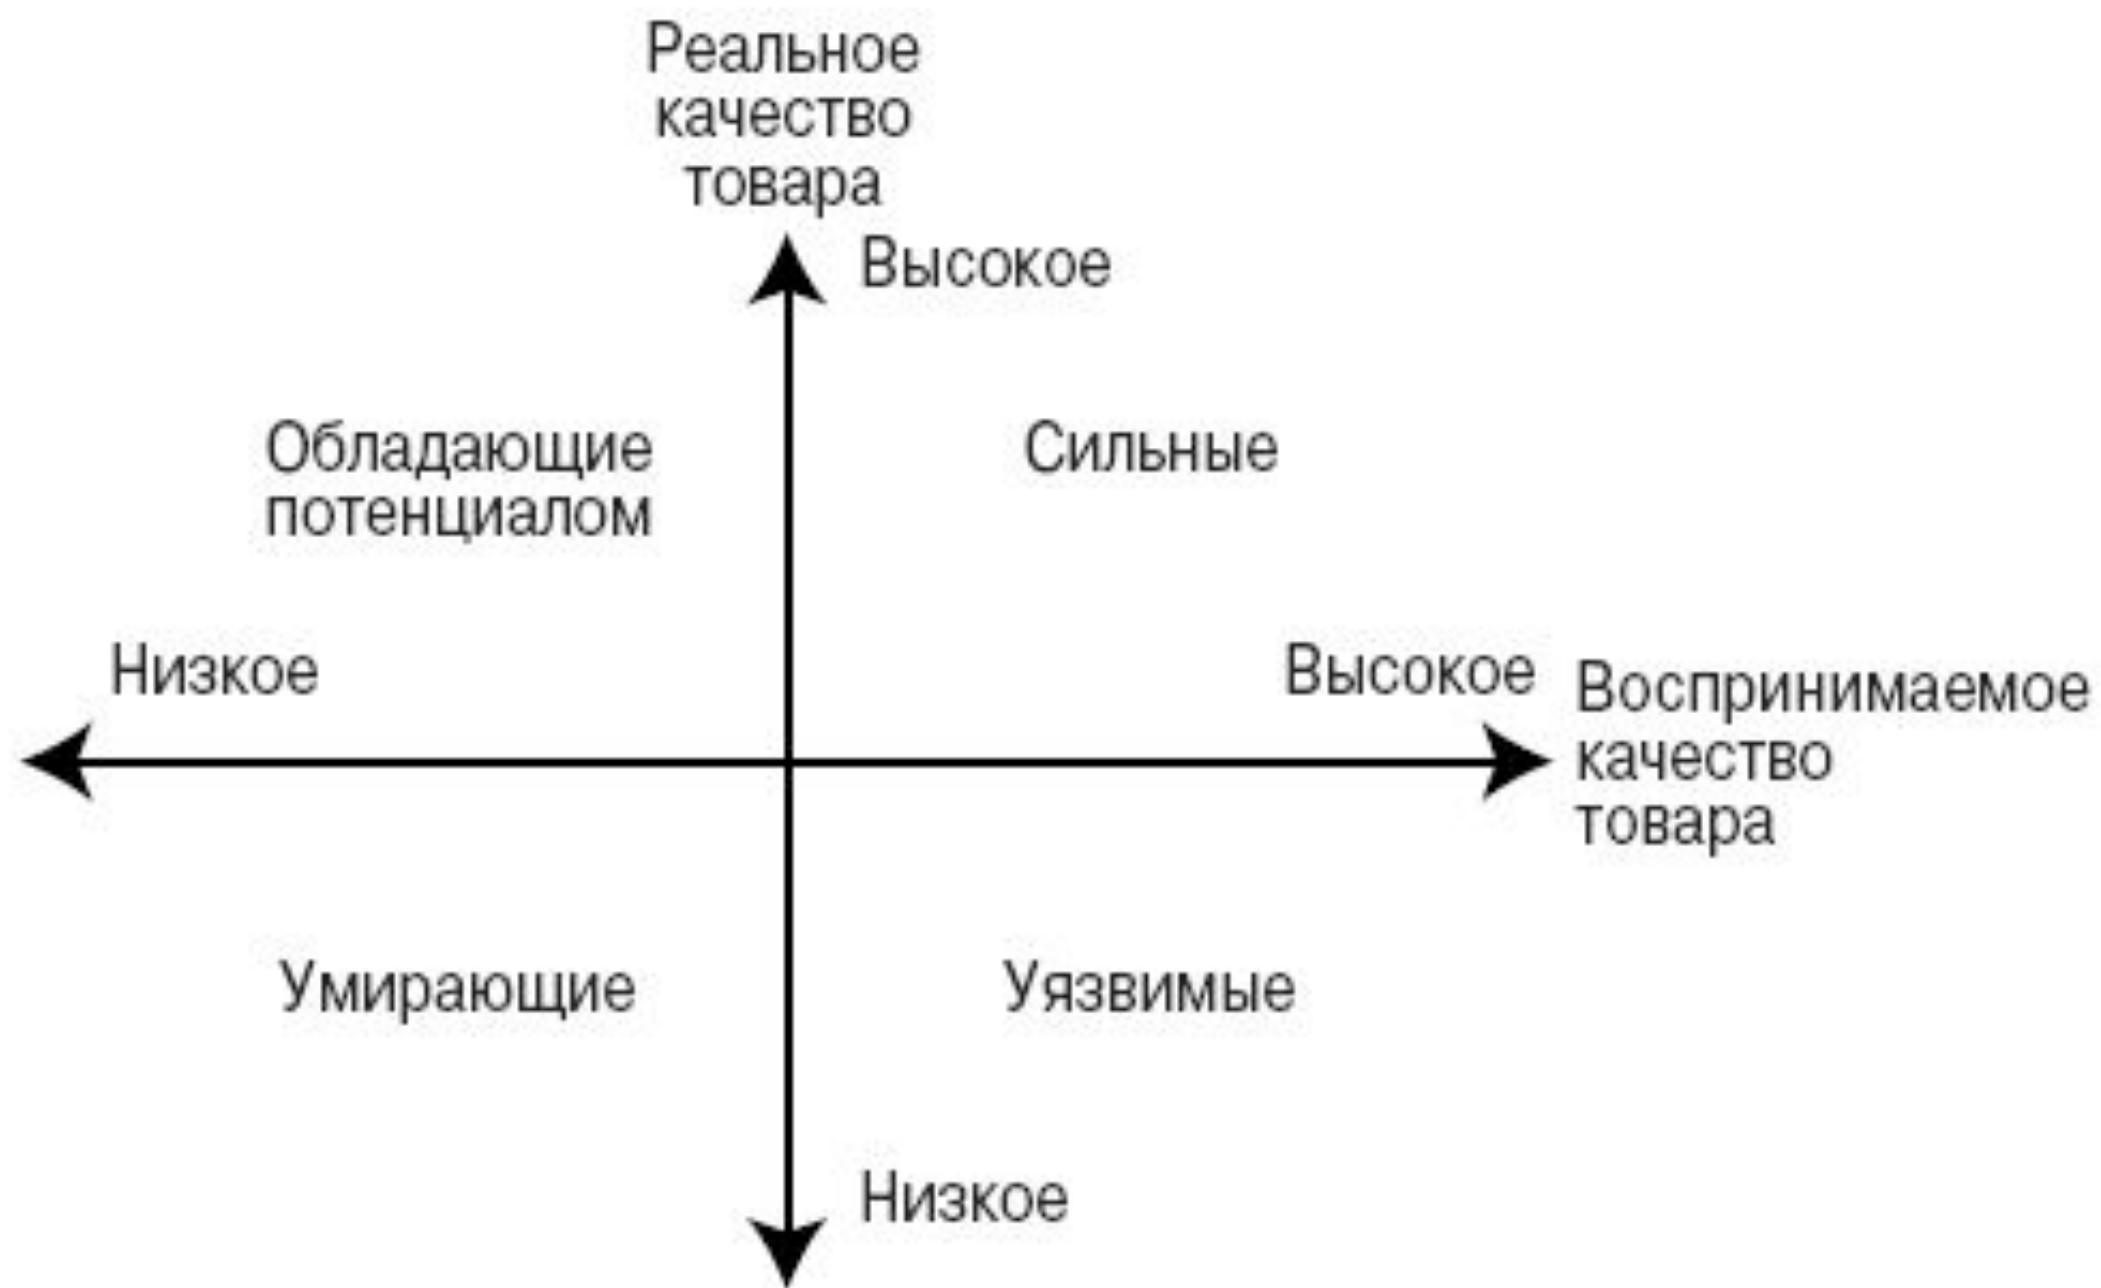 Реальное
качество
товара
Высокое
Обладающие
потенциалом
Сильные
Низкое
Высокое
Воспринимаемое
качество
товара
Умирающие
Уязвимые
Низкое